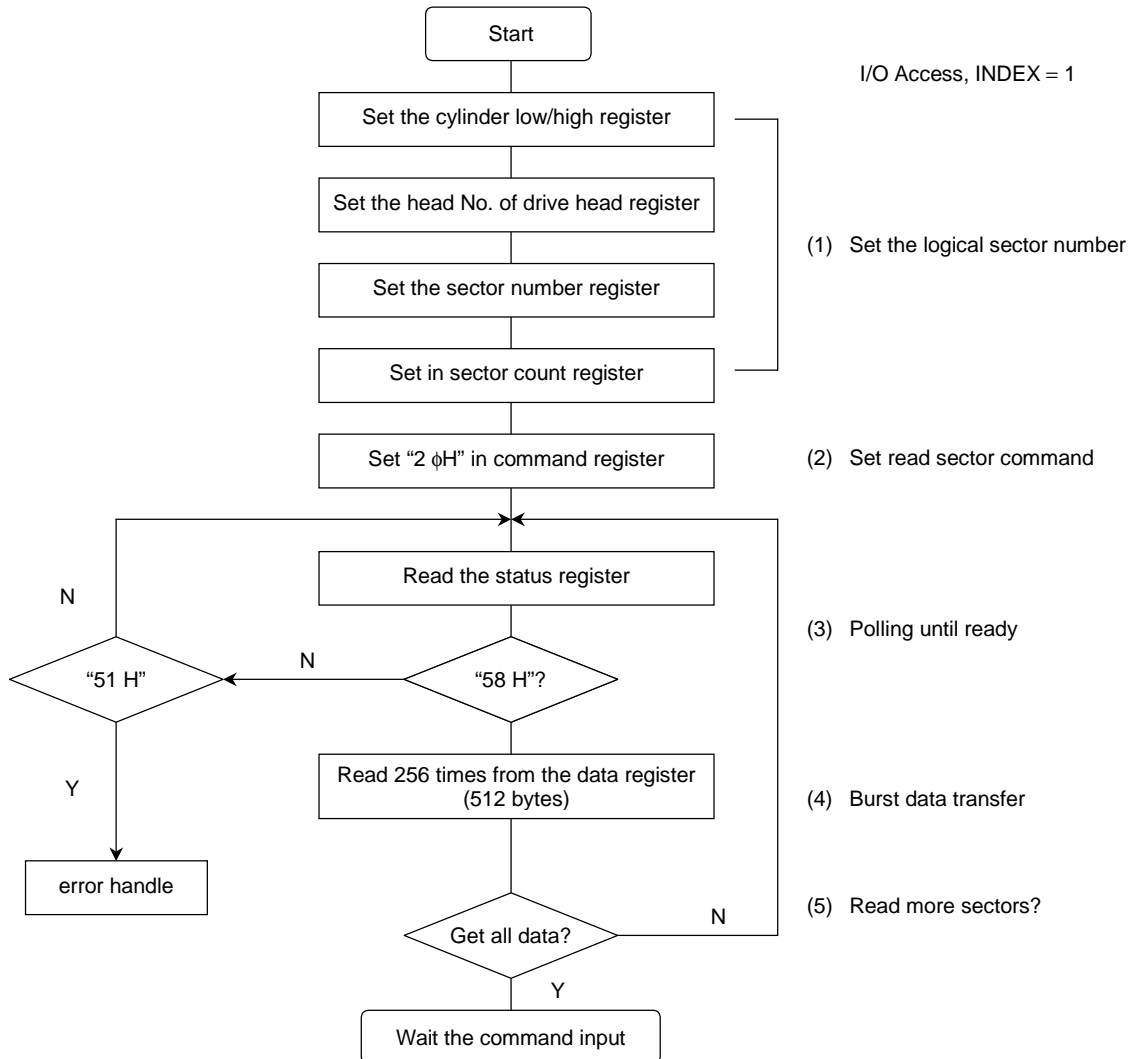 Start
I/O Access, INDEX = 1
Set the cylinder low/high register
Set the head No. of drive head register
(1) Set the logical sector number
Set the sector number register
Set in sector count register
Set “2 ϕH” in command register
(2) Set read sector command
Read the status register
N
(3) Polling until ready
N
“51 H”
“58 H”?
Read 256 times from the data register
(512 bytes)
Y
(4) Burst data transfer
error handle
(5) Read more sectors?
N
Get all data?
Y
Wait the command input